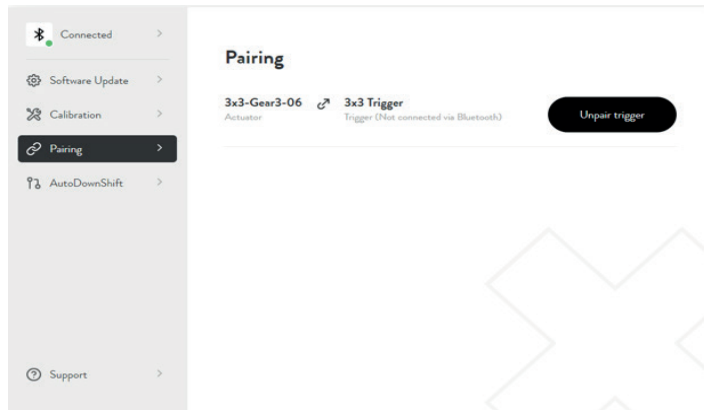 Connected
Software Update
Calibration
Pairing
AutoDownShift
Support
Pairing
3x3-Gear3-06
Actuator
3x3 Trigger
Trigger (Not connected via Bluetooth)
Unpair trigger